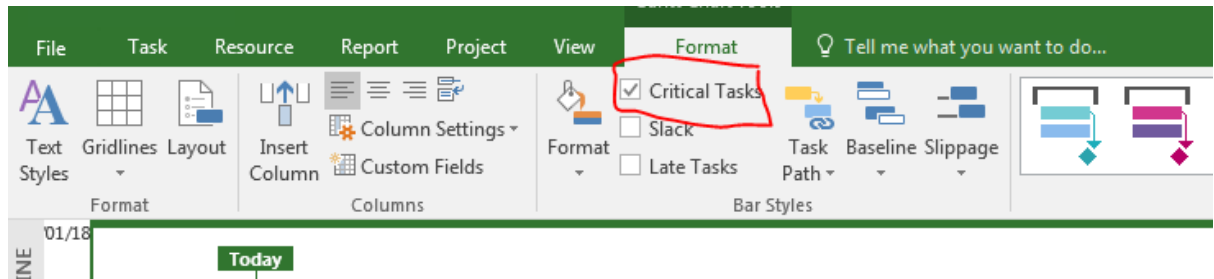 File Task Resource Report Project View Format Tell me what you want to do...
Critical Tasks
Column Settings
Slack
Text Styles
Gridlines
Layout
Insert Column
Custom Fields
Format
Late Tasks
Task Path
Baseline
Slippage
Format Columns Bar Styles
01/18
Today